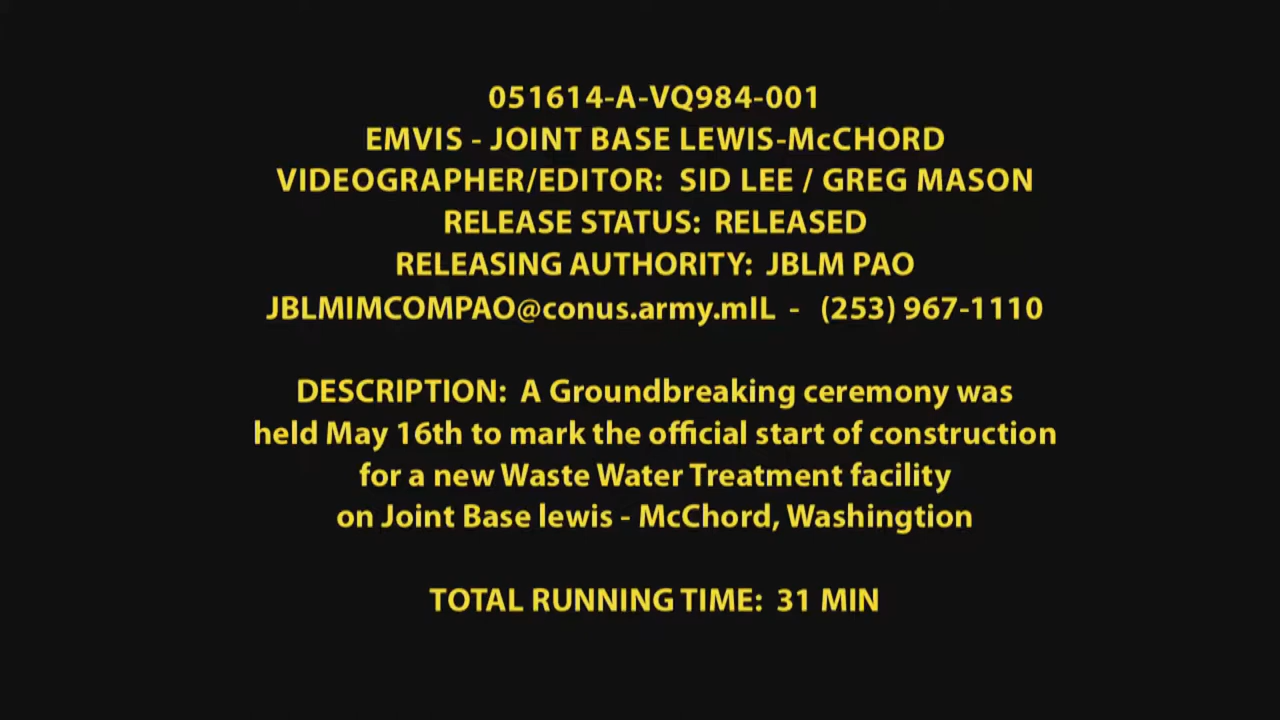 051614-A-VQ984-001
EMVIS - JOINT BASE LEWIS-McCHORD
VIDEOGRAPHER/EDITOR: SID LEE / GREG MASON
RELEASE STATUS: RELEASED
RELEASING AUTHORITY: JBLM PAO
JBLMIMCOMPAO@conus.army.mIL - (253) 967-1110
DESCRIPTION: A Groundbreaking ceremony was
held May 16th to mark the official start of construction
for a new Waste Water Treatment facility
on Joint Base lewis - McChord, Washingtion
TOTAL RUNNING TIME: 31 MIN